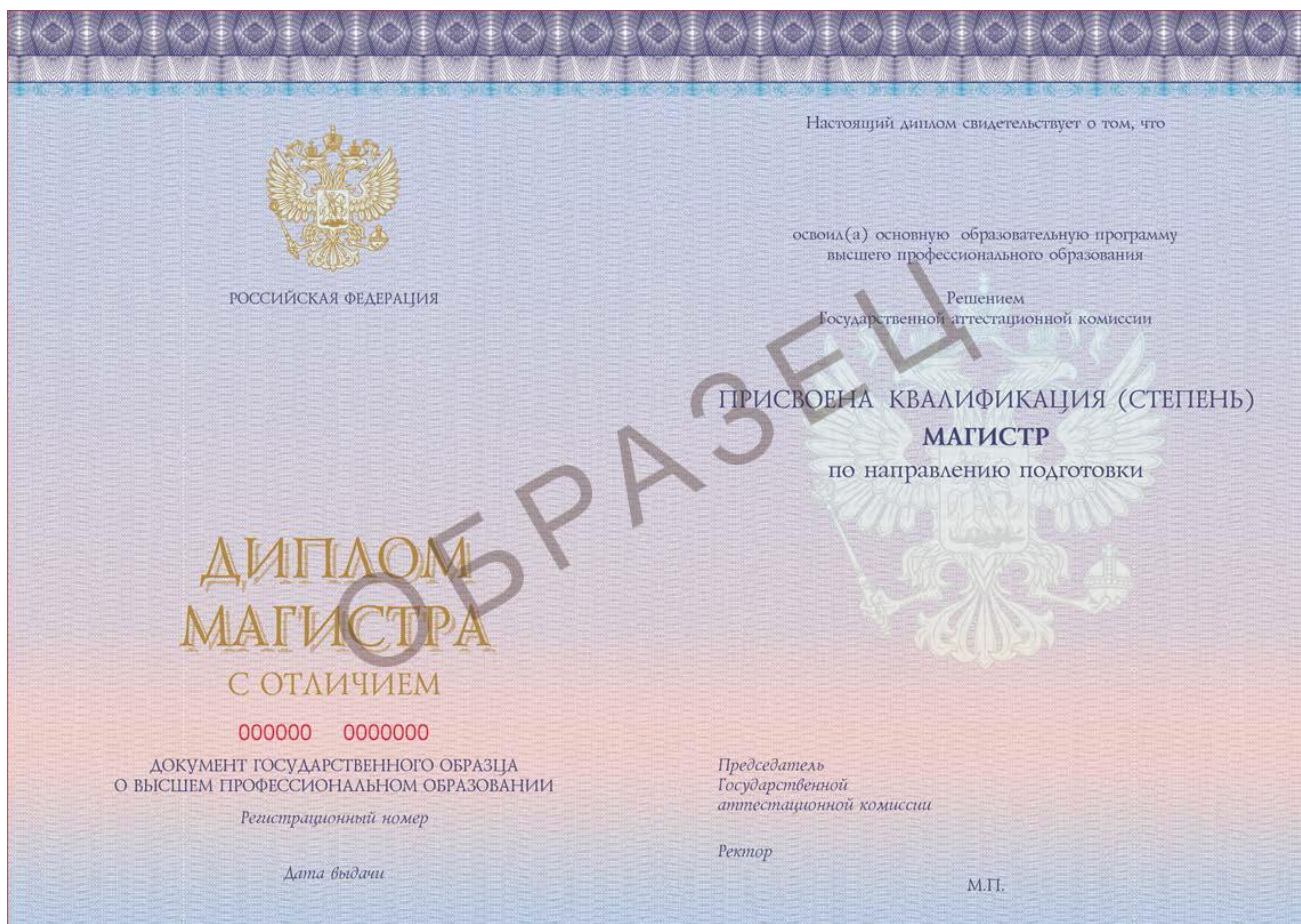 РОССИЙСКАЯ ФЕДЕРАЦИЯ
ДИПЛОМ
МАГИСТРА
С ОТЛИЧИЕМ
000000 0000000
ДОКУМЕНТ ГОСУДАРСТВЕННОГО ОБРАЗЦА
О ВЫСШЕМ ПРОФЕССИОНАЛЬНОМ ОБРАЗОВАНИИ
Регистрационный номер
Дата выдачи
Настоящий диплом свидетельствует о том, что
освоил(а) основную образовательную программу
высшего профессионального образования
Решением
Государственной аттестационной комиссии
ПРИСВОЕНА КВАЛИФИКАЦИЯ (СТЕПЕНЬ)
МАГИСТР
по направлению подготовки
Председатель
Государственной
аттестационной комиссии
Ректор
М.П.
ОБРАЗЕЦ